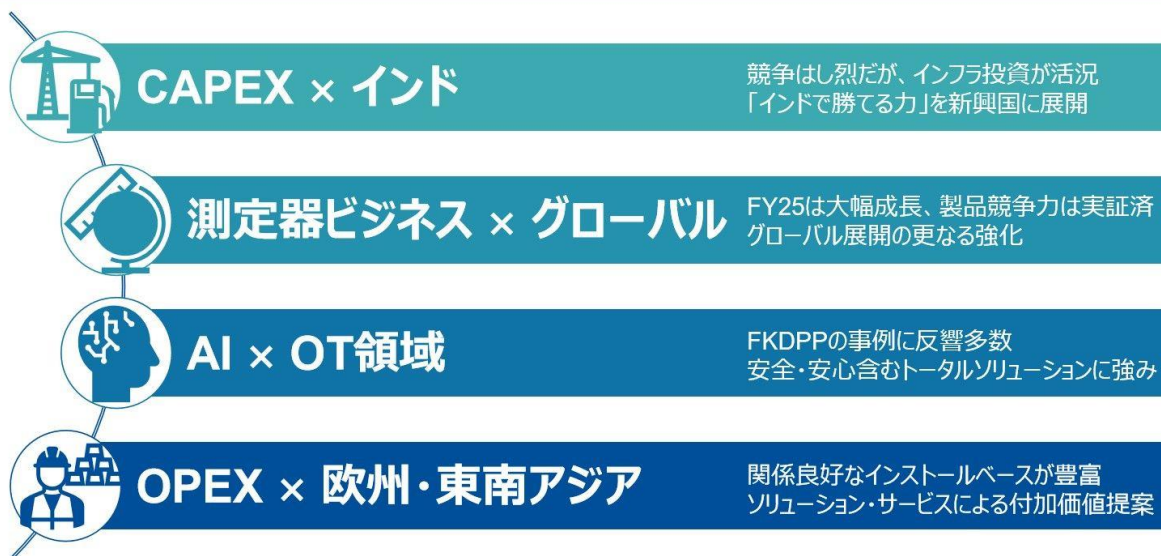 CAPEX × インド
競争はし烈だが、インフラ投資が活況
「インドで勝てる力」を新興国に展開
測定器ビジネス × グローバル
FY25は大幅成長、製品競争力は実証済
グローバル展開の更なる強化
AI × OT領域
FKDPPの事例に反響多数
安全・安心含むトータルソリューションに強み
OPEX × 欧州・東南アジア
関係良好なインストールベースが豊富
ソリューション・サービスによる付加価値提案